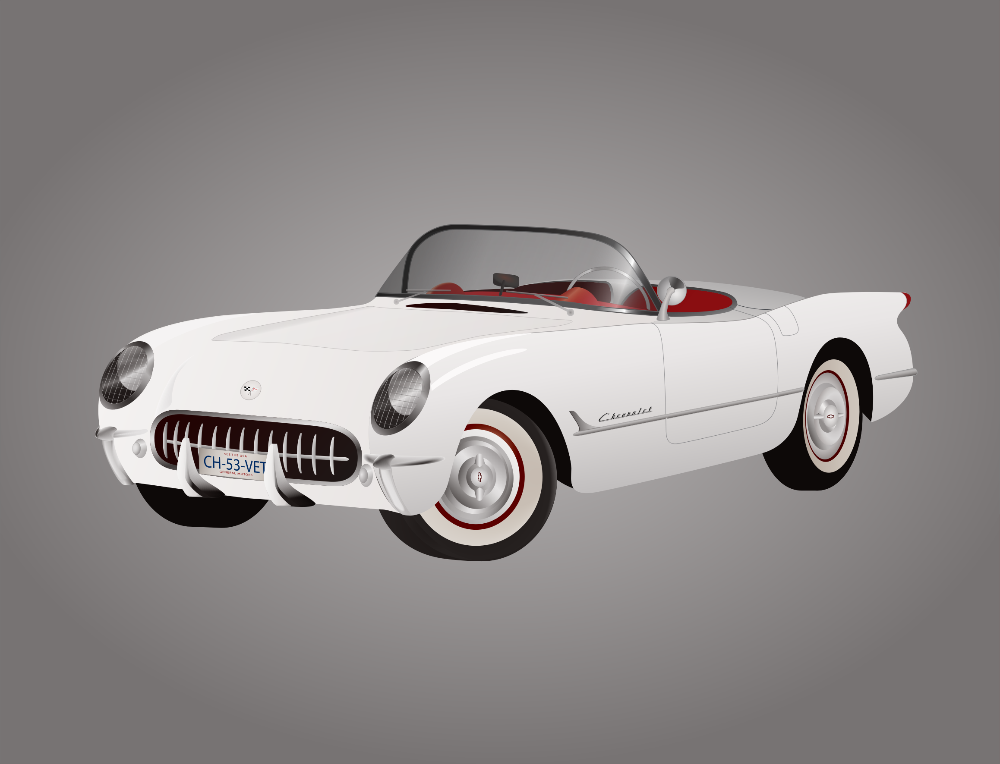 SEE THE USA
CH-53-VET
GENERAL MOTORS
Chevrolet